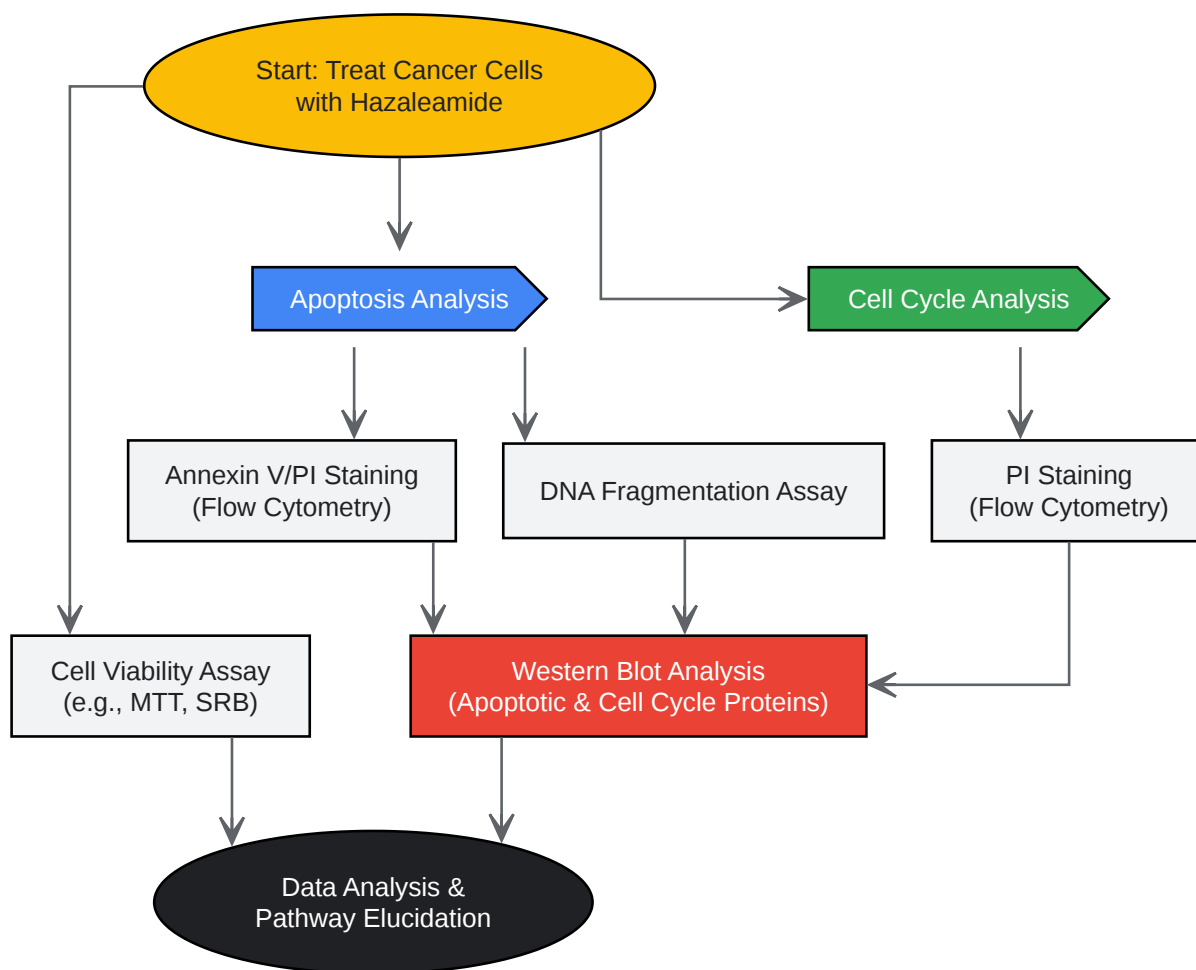 Start: Treat Cancer Cells
with Hazaleamide
Apoptosis Analysis
Cell Cycle Analysis
Annexin V/PI Staining
(Flow Cytometry)
DNA Fragmentation Assay
PI Staining
(Flow Cytometry)
Cell Viability Assay
(e.g., MTT, SRB)
Western Blot Analysis
(Apoptotic & Cell Cycle Proteins)
Data Analysis &
Pathway Elucidation